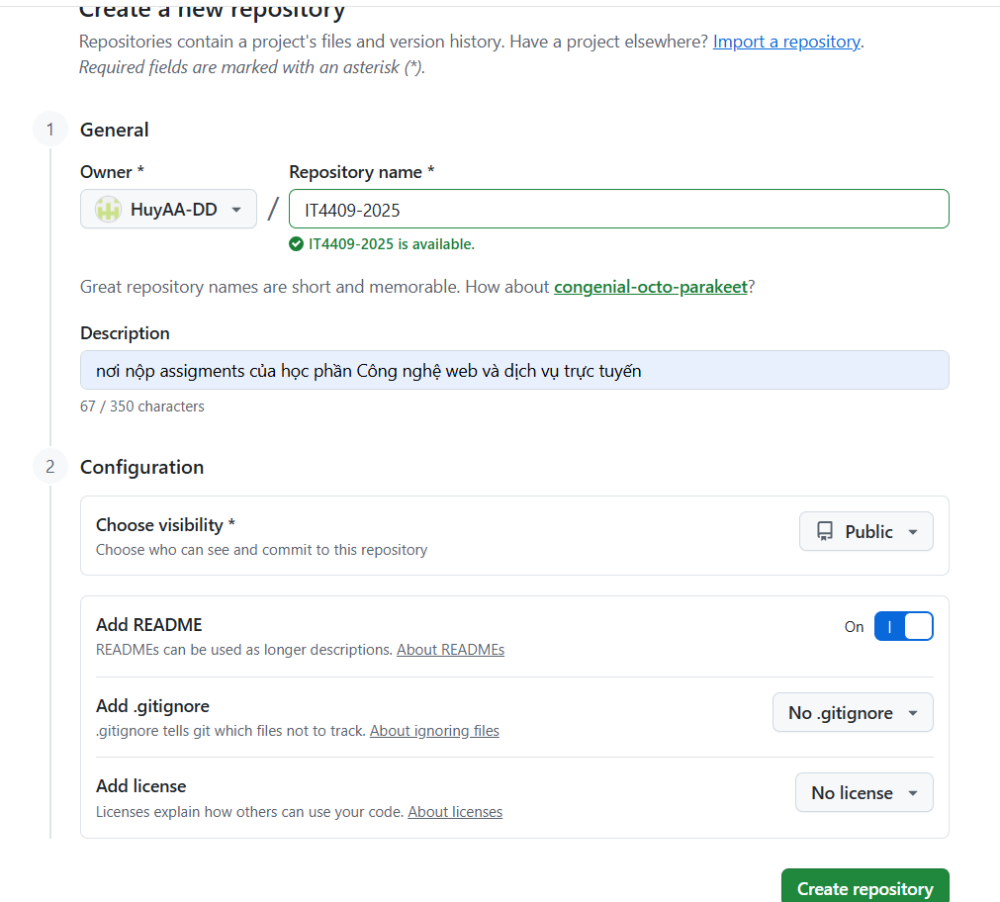 Create a new repository
Repositories contain a project's files and version history. Have a project elsewhere? Import a repository.
Required fields are marked with an asterisk (*).
1 General
Owner * Repository name *
HuyAA-DD / IT4409-2025
IT4409-2025 is available.
Great repository names are short and memorable. How about congenial-octo-parakeet?
Description
nơi nộp assigments của học phần Công nghệ web và dịch vụ trực tuyến
67 / 350 characters
2 Configuration
Choose visibility *
Choose who can see and commit to this repository
Public
Add README
READMEs can be used as longer descriptions. About READMEs
On
Add .gitignore
.gitignore tells git which files not to track. About ignoring files
No .gitignore
Add license
Licenses explain how others can use your code. About licenses
No license
Create repository